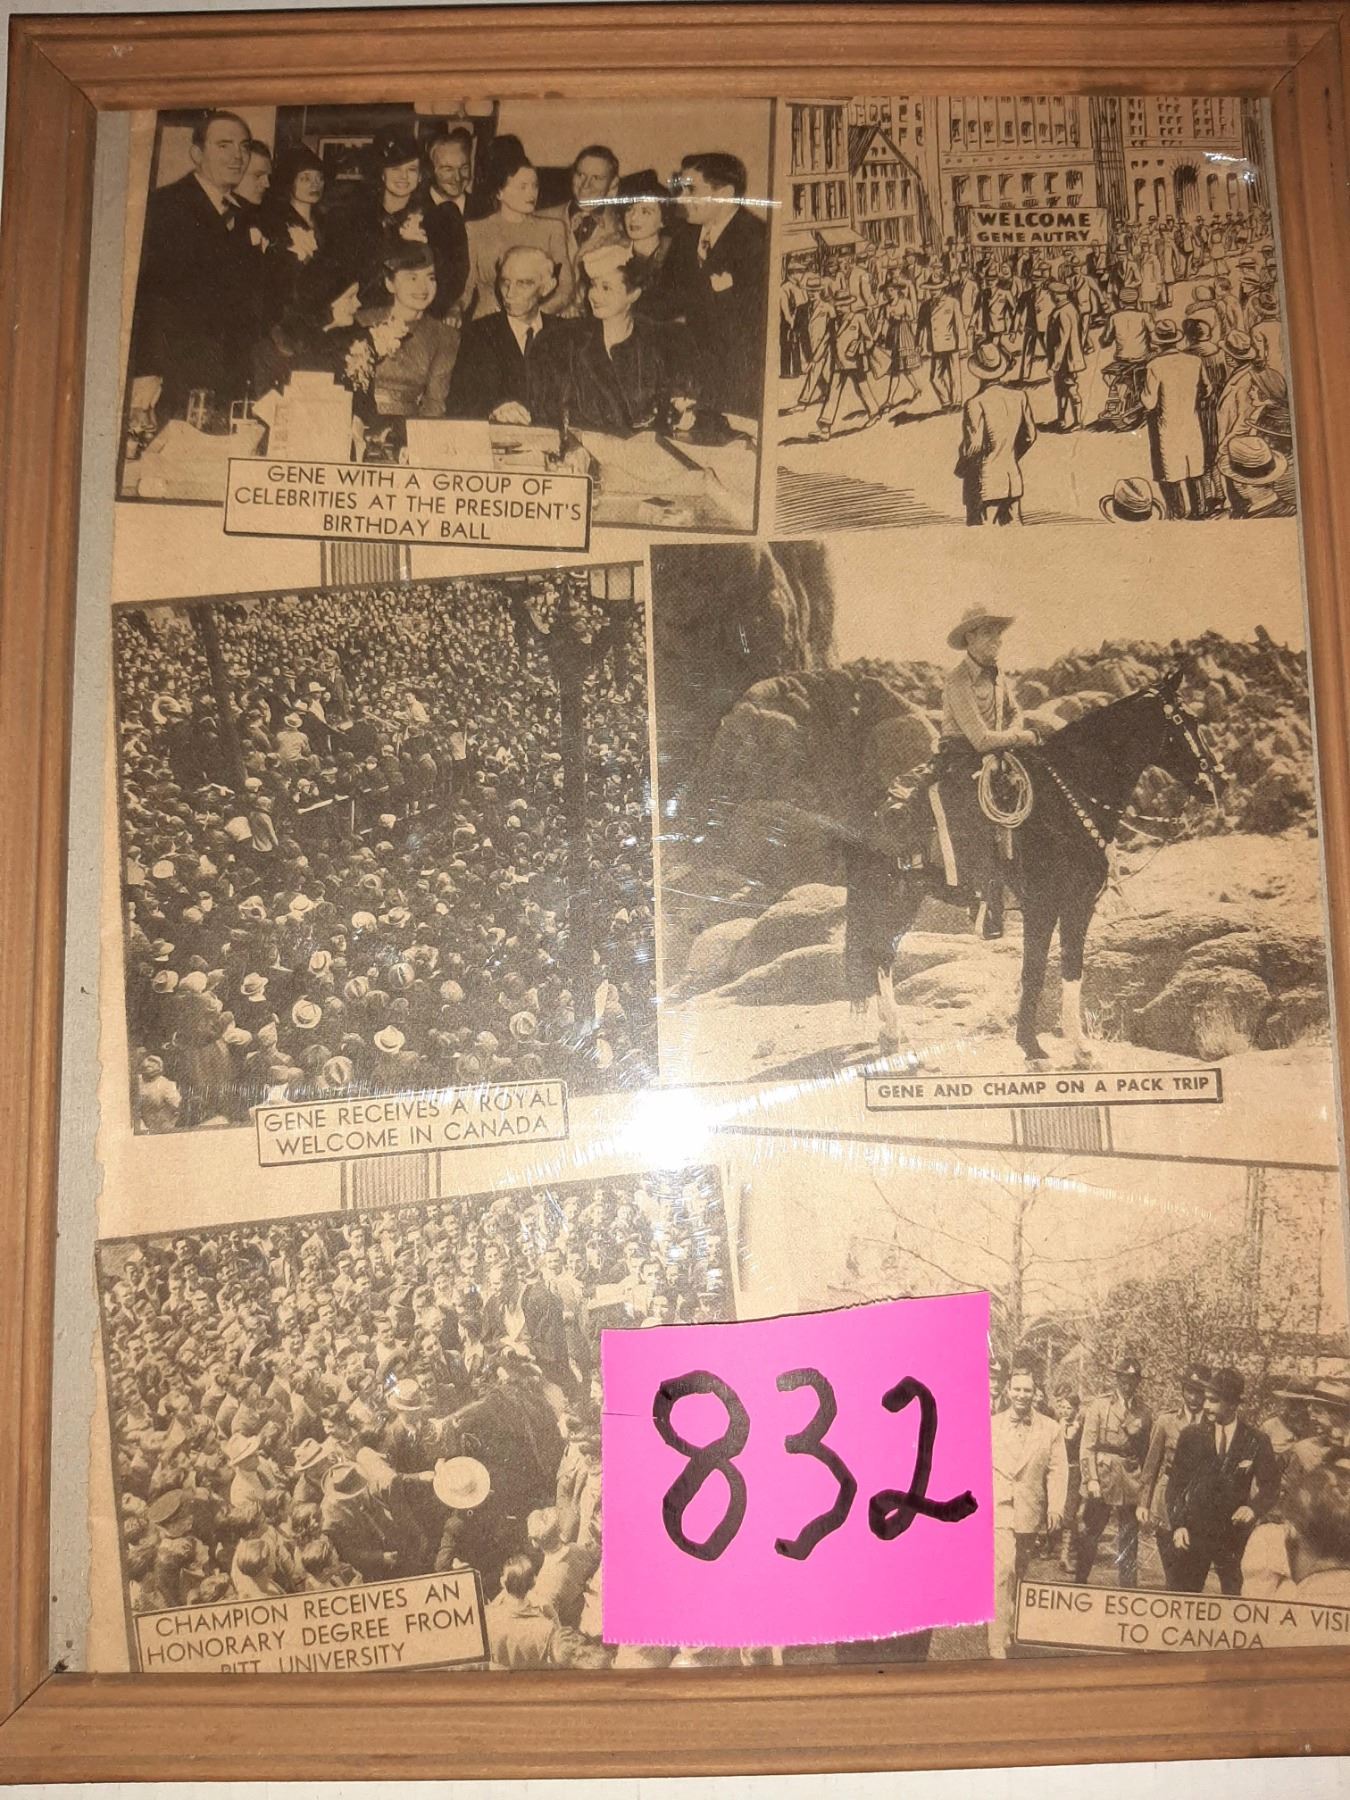 WELCOME
GENE AUTRY
GENE WITH A GROUP OF
CELEBRITIES AT THE PRESIDENT'S
BIRTHDAY BALL
GENE RECEIVES A ROYAL
WELCOME IN CANADA
GENE AND CHAMP ON A PACK TRIP
832
CHAMPION RECEIVES AN
HONORARY DEGREE FROM
PITT UNIVERSITY
BEING ESCORTED ON A VISI
TO CANADA